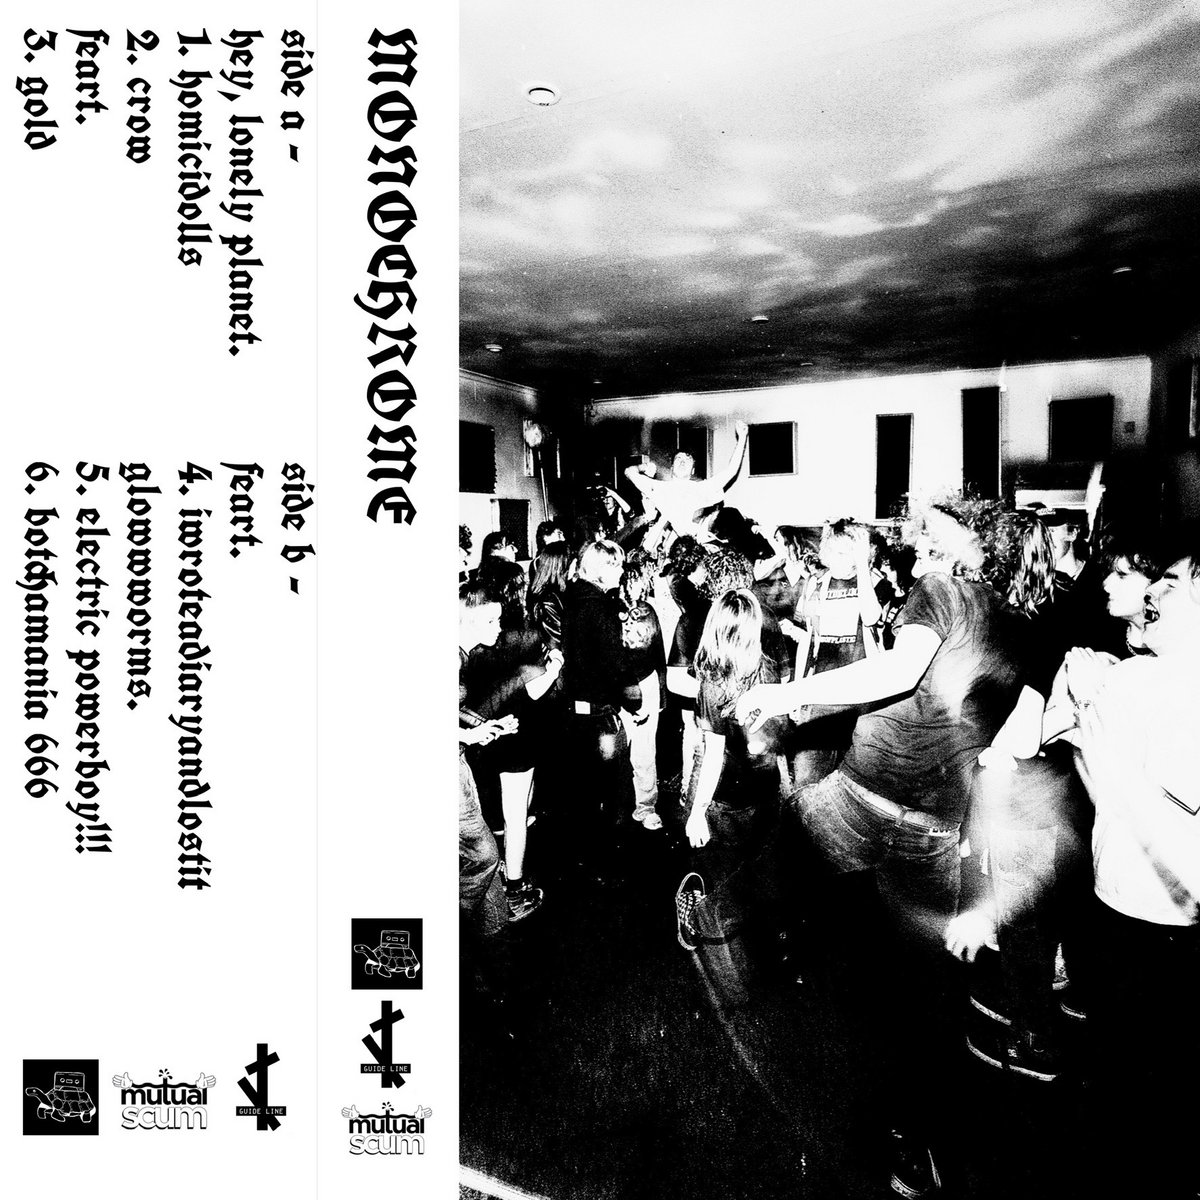 side a -
hey, lonely planet.
1. homicidolls
2. crow
feart.
3. gold
side b -
feart.
4. iwroteadiaryandlostit
glowwworms.
5. electric powerboy!!!
6. botchamania 666
GUIDE LINE
mutual
scum
monochrome
GUIDE LINE
mutual
scum